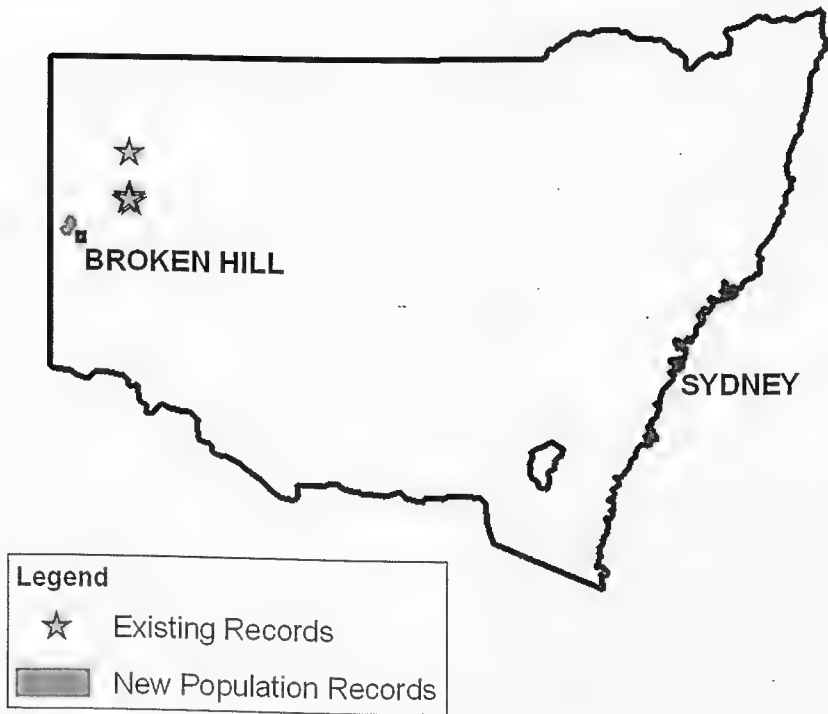 BROKEN HILL
SYDNEY
Legend
Existing Records
New Population Records